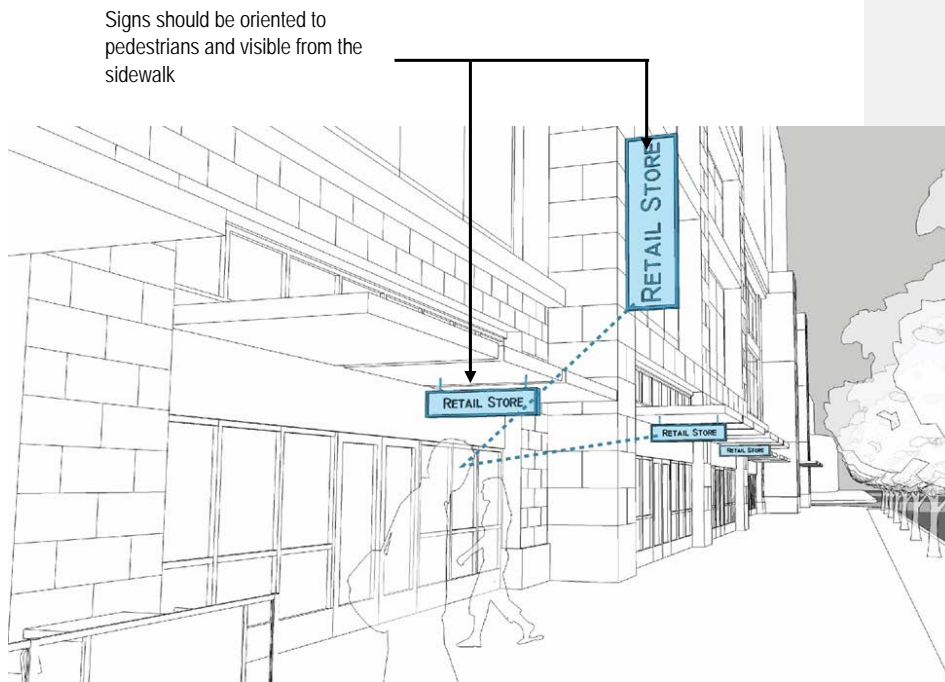 Signs should be oriented to
pedestrians and visible from the
sidewalk
RETAIL STORE
RETAIL STORE
RETAIL STORE
RETAIL STORE